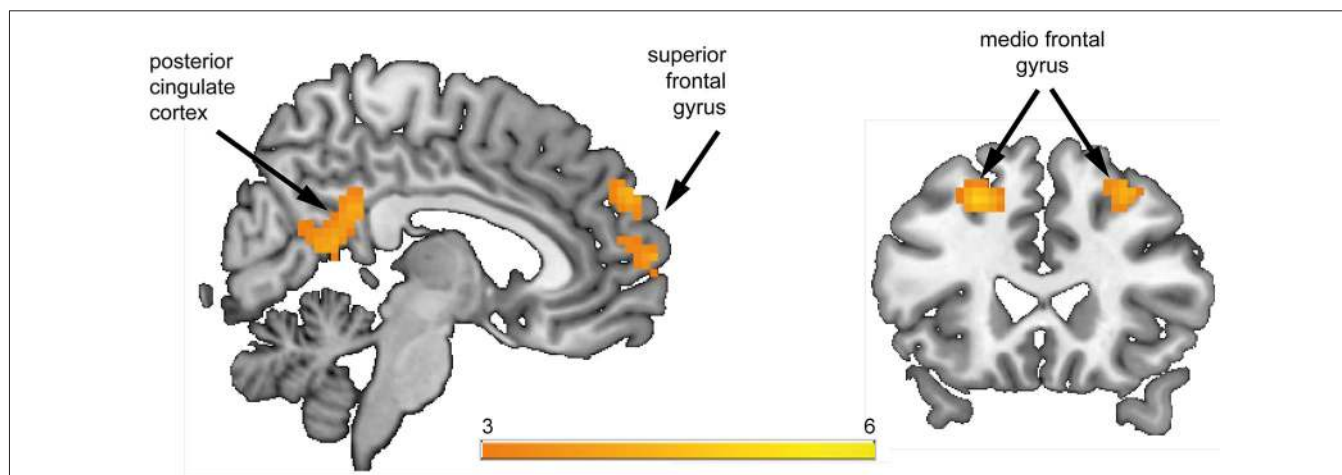 posterior
cingulate
cortex
superior
frontal
gyrus
medio frontal
gyrus
3
6